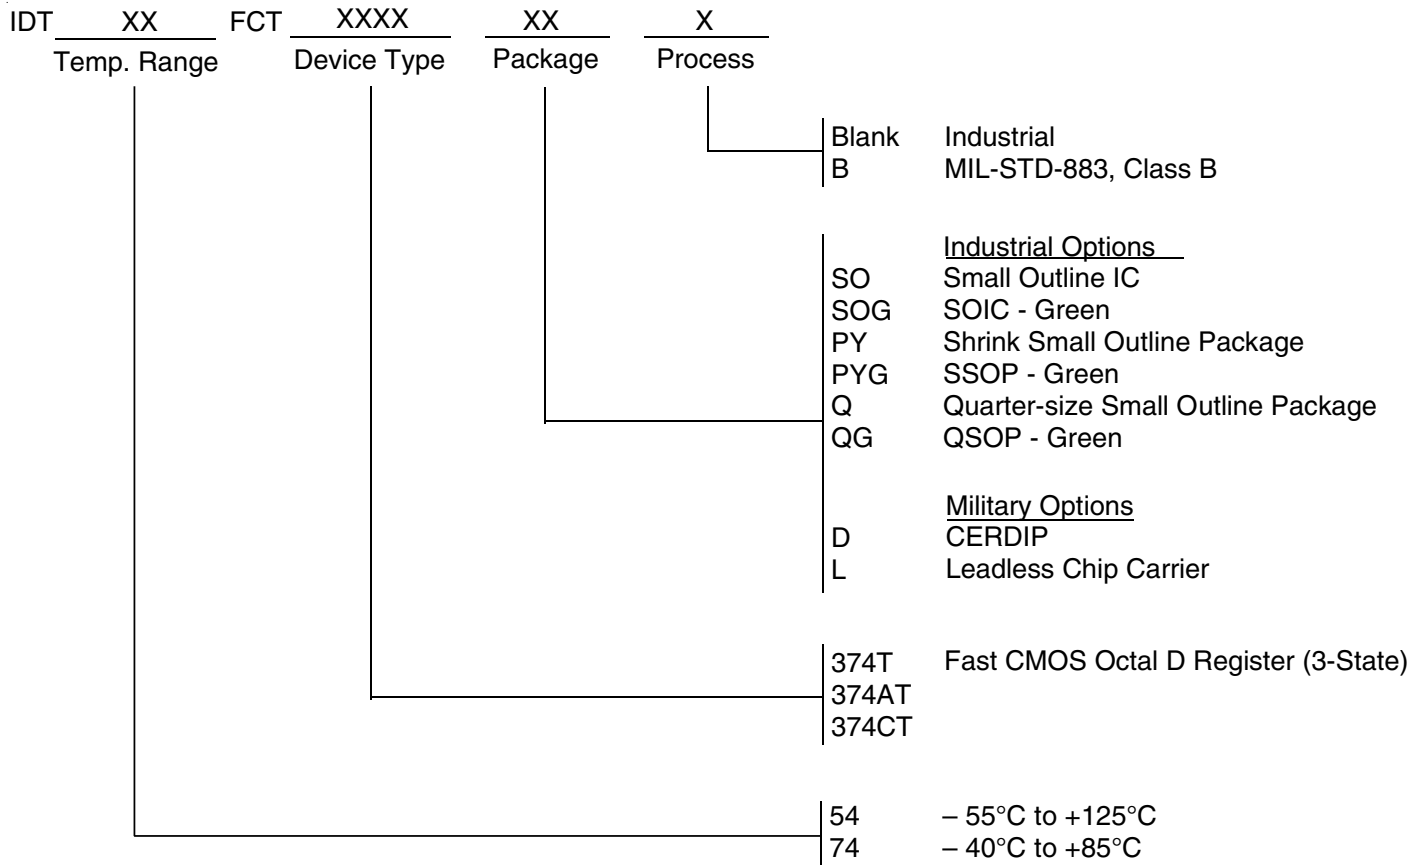 IDT XX FCT XXXX XX X
Temp. Range Device Type Package Process
Blank Industrial
B MIL-STD-883, Class B
Industrial Options
SO Small Outline IC
SOG SOIC - Green
PY Shrink Small Outline Package
PYG SSOP - Green
Q Quarter-size Small Outline Package
QG QSOP - Green
Military Options
D CERDIP
L Leadless Chip Carrier
374T Fast CMOS Octal D Register (3-State)
374AT
374CT
54 – 55°C to +125°C
74 – 40°C to +85°C